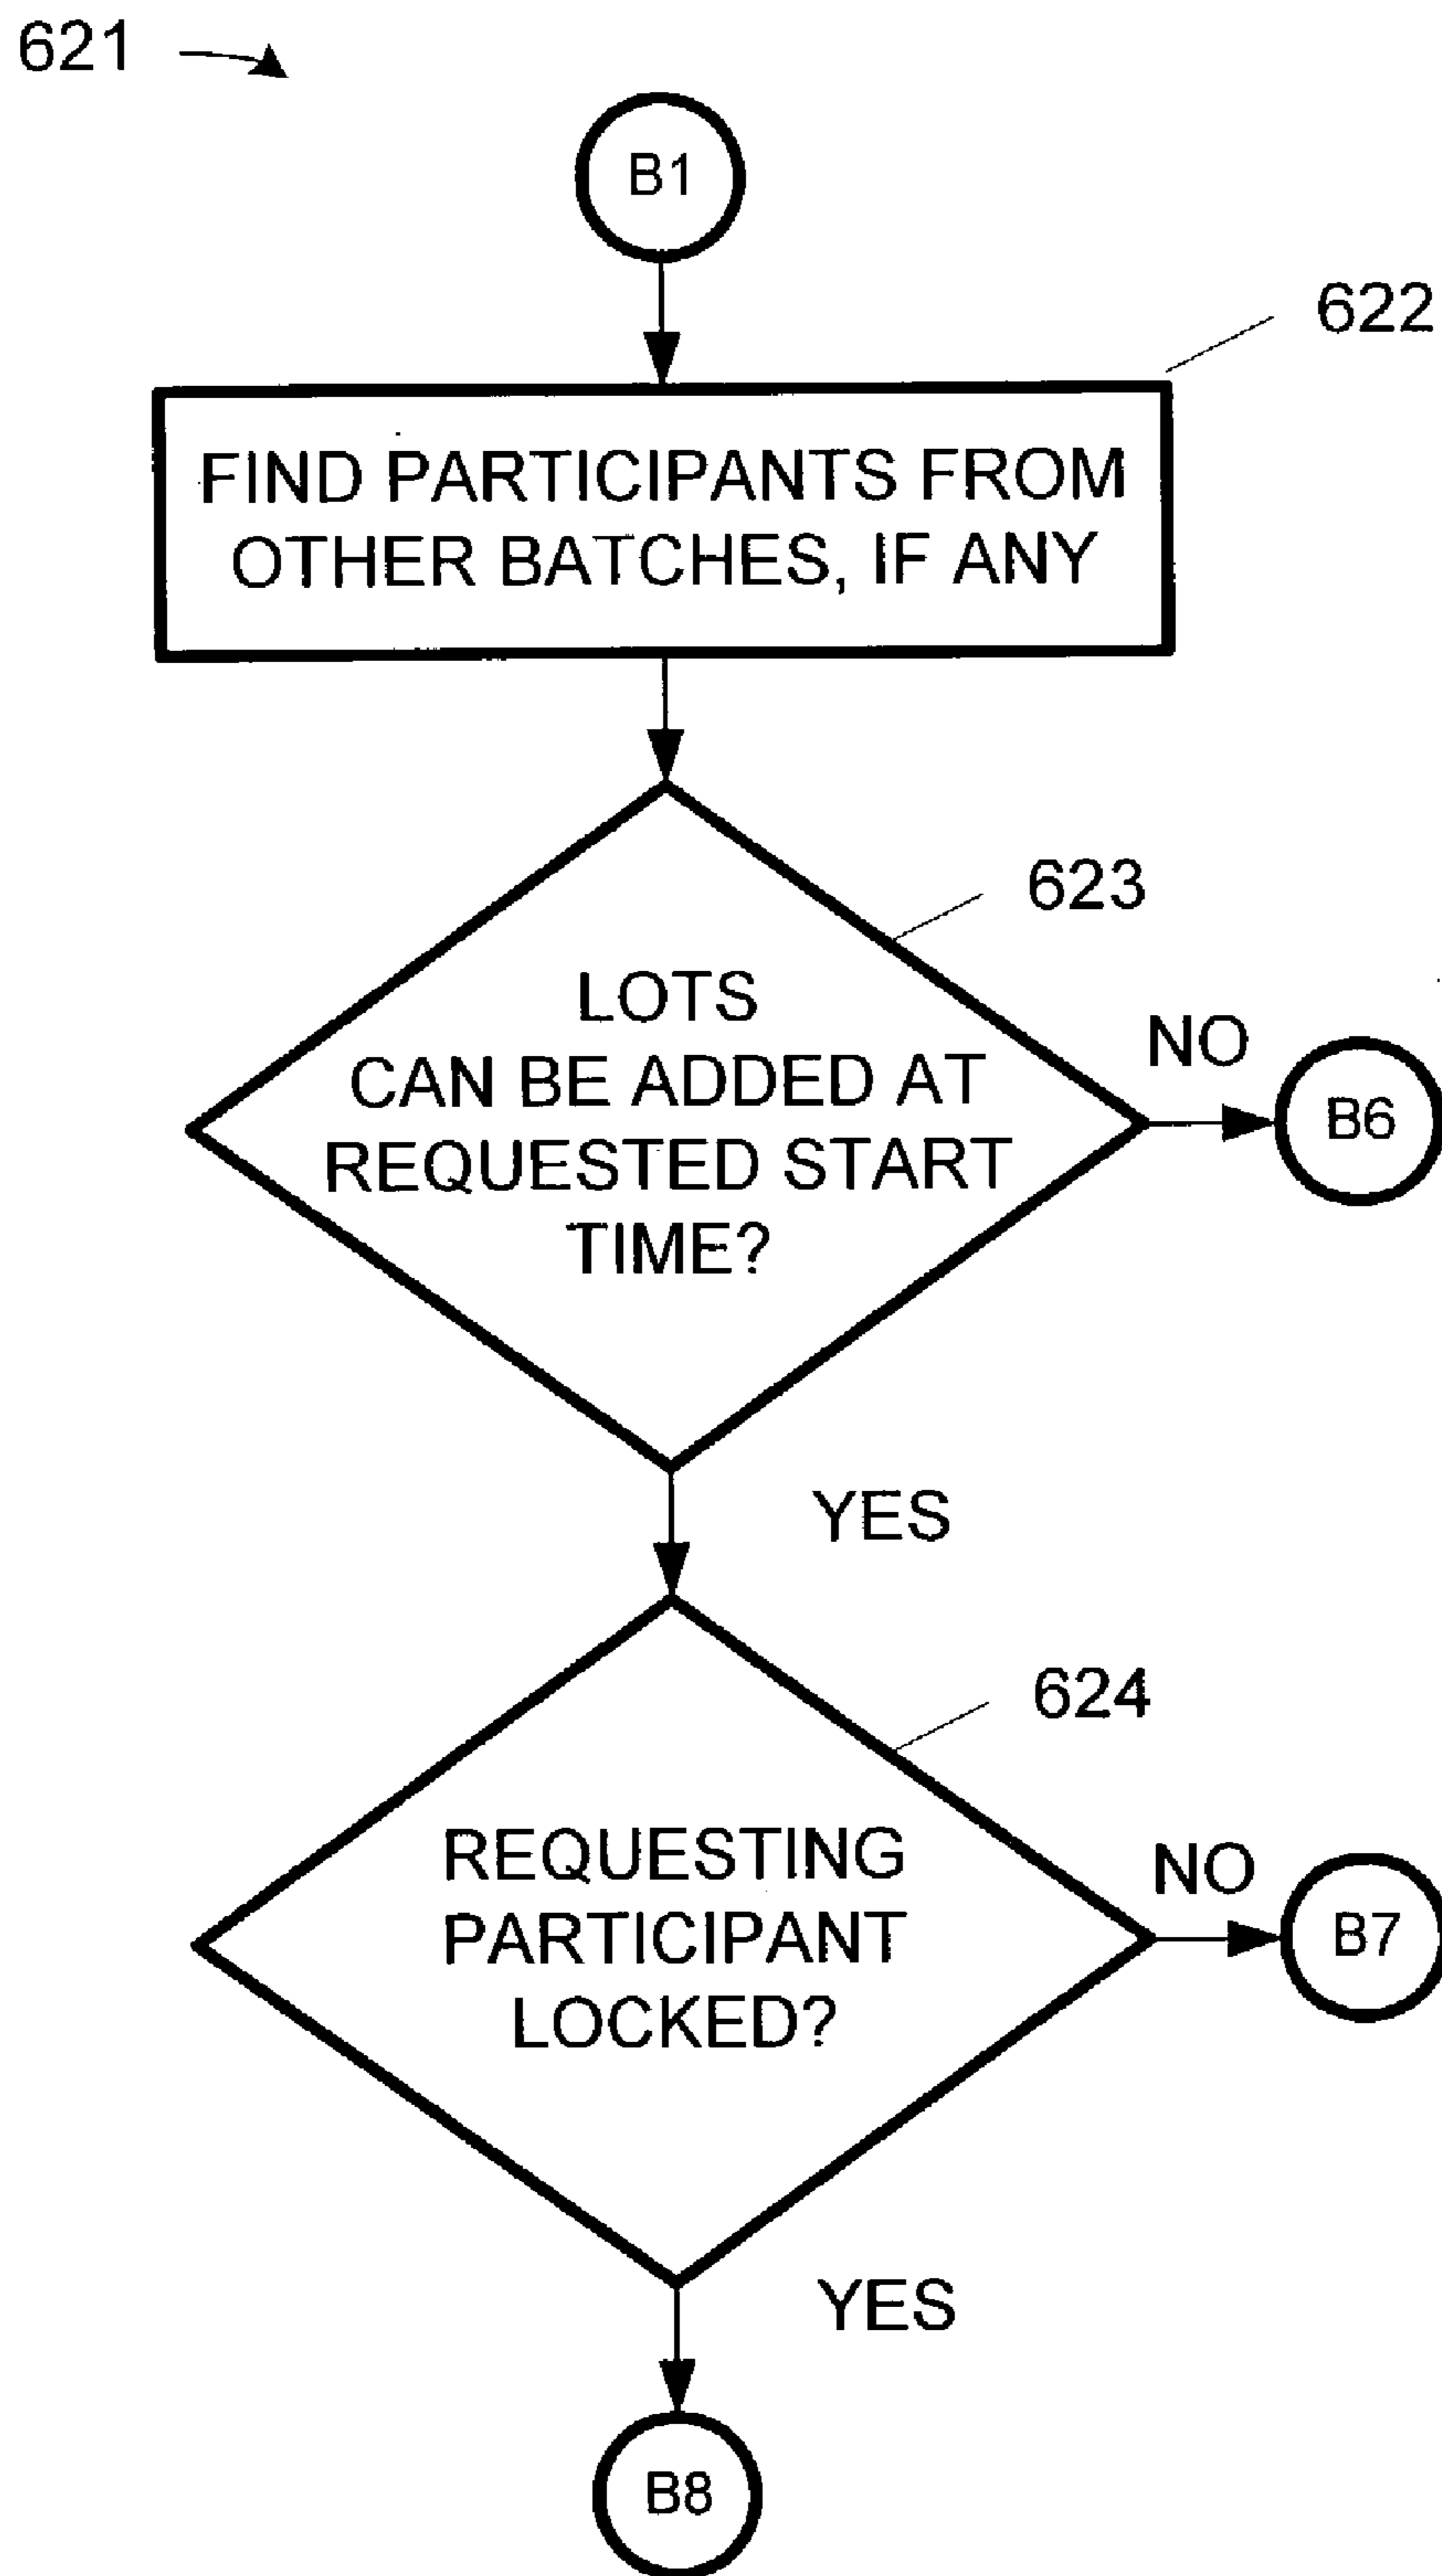 621
B1
622
FIND PARTICIPANTS FROM
OTHER BATCHES, IF ANY
623
LOTS
CAN BE ADDED AT
REQUESTED START
TIME?
NO
B6
YES
624
REQUESTING
PARTICIPANT
LOCKED?
NO
B7
YES
B8